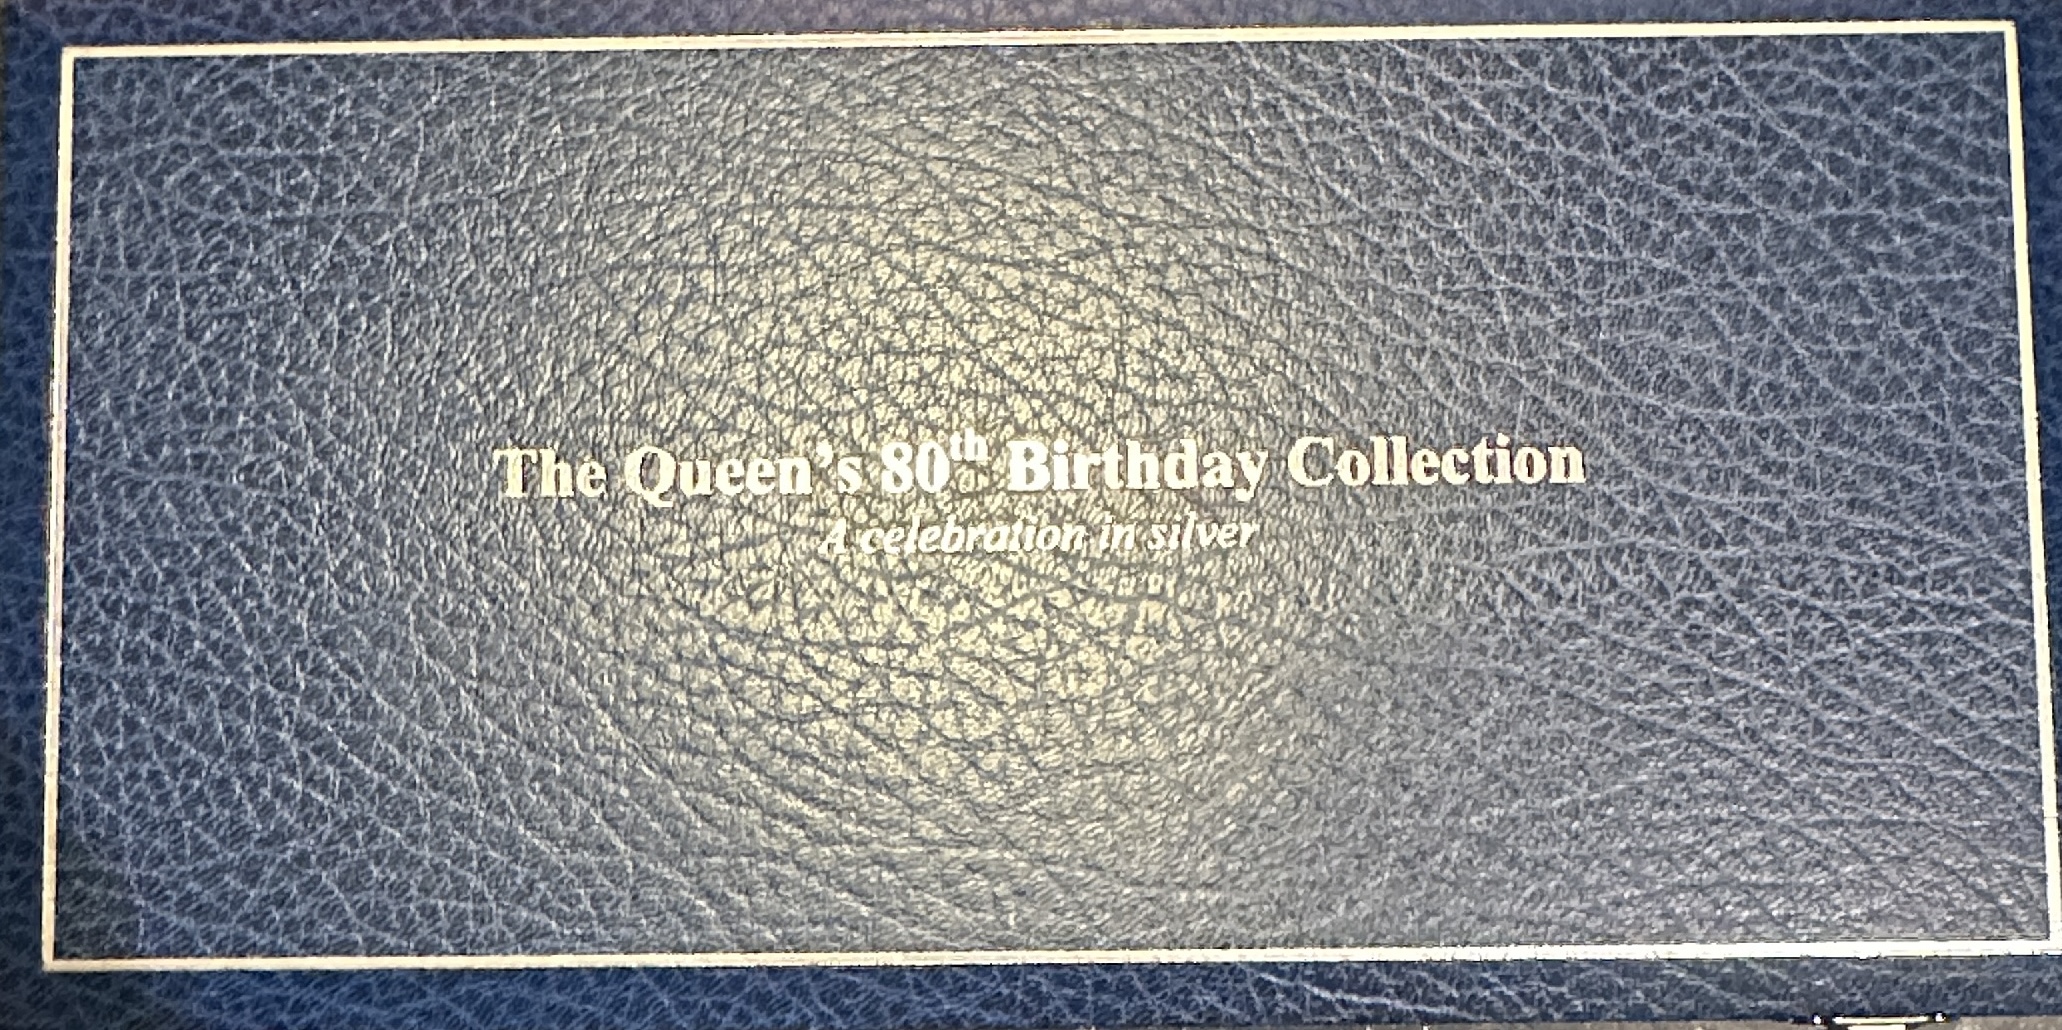 The Queen's 80th Birthday Collection
A celebration in silver